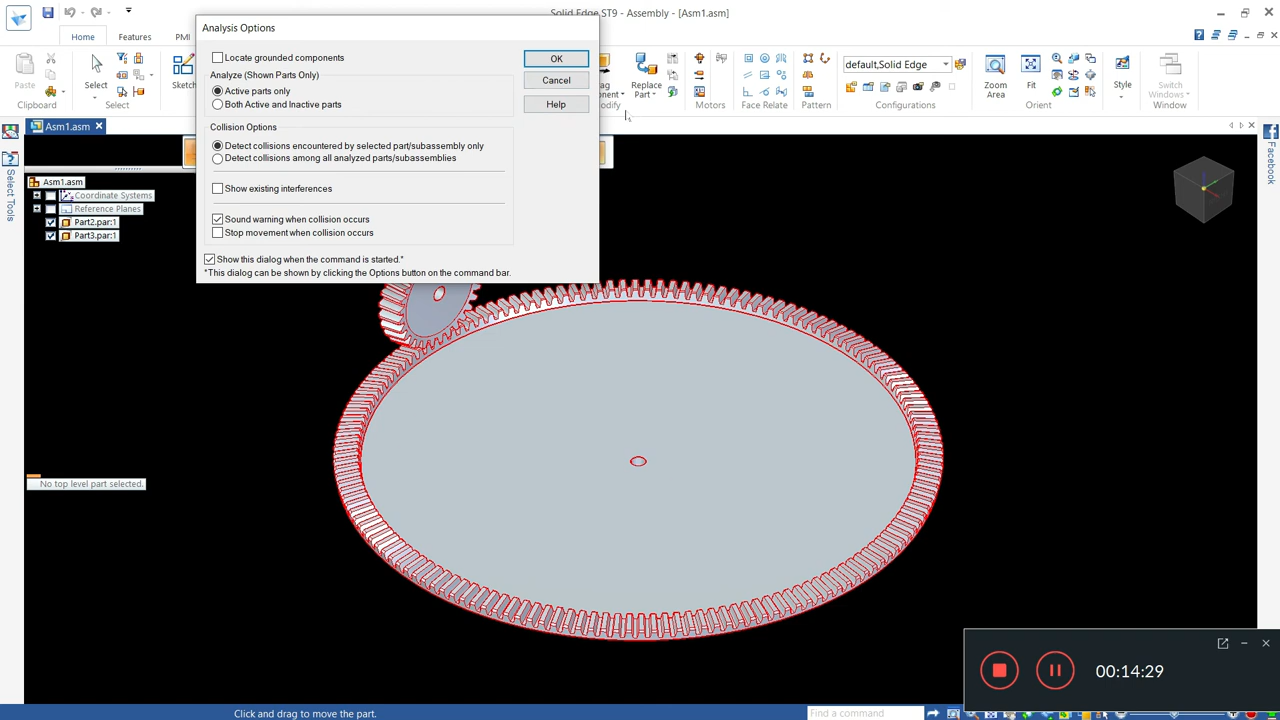 Solid Edge ST9 - Assembly - [Asm1.asm]
Home
Features
PMI
Analysis Options
Locate grounded components
Analyze (Shown Parts Only)
Active parts only
Both Active and Inactive parts
Collision Options
Detect collisions encountered by selected part/subassembly only
Detect collisions among all analyzed parts/subassemblies
Show existing interferences
Sound warning when collision occurs
Stop movement when collision occurs
Show this dialog when the command is started.*
*This dialog can be shown by clicking the Options button on the command bar.
OK
Cancel
Help
Paste
Clipboard
Select
Select
Sketch
Replace
Part
Motors
Face Relate
Pattern
default,Solid Edge
Configurations
Zoom
Area
Fit
Orient
Style
Switch
Windows
Window
Asm1.asm
Select Tools
Asm1.asm
Coordinate Systems
Reference Planes
Part2.par:1
Part3.par:1
No top level part selected.
Facebook
00:14:29
Click and drag to move the part.
Find a command